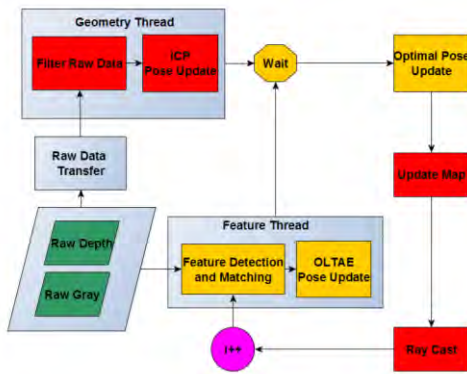 Geometry Thread
Filter Raw Data
ICP
Pose Update
Wait
Optimal Pose
Update
Raw Data
Transfer
Update Map
Raw Depth
Raw Gray
Feature Thread
Feature Detection
and Matching
OLTAE
Pose Update
i++
Ray Cast